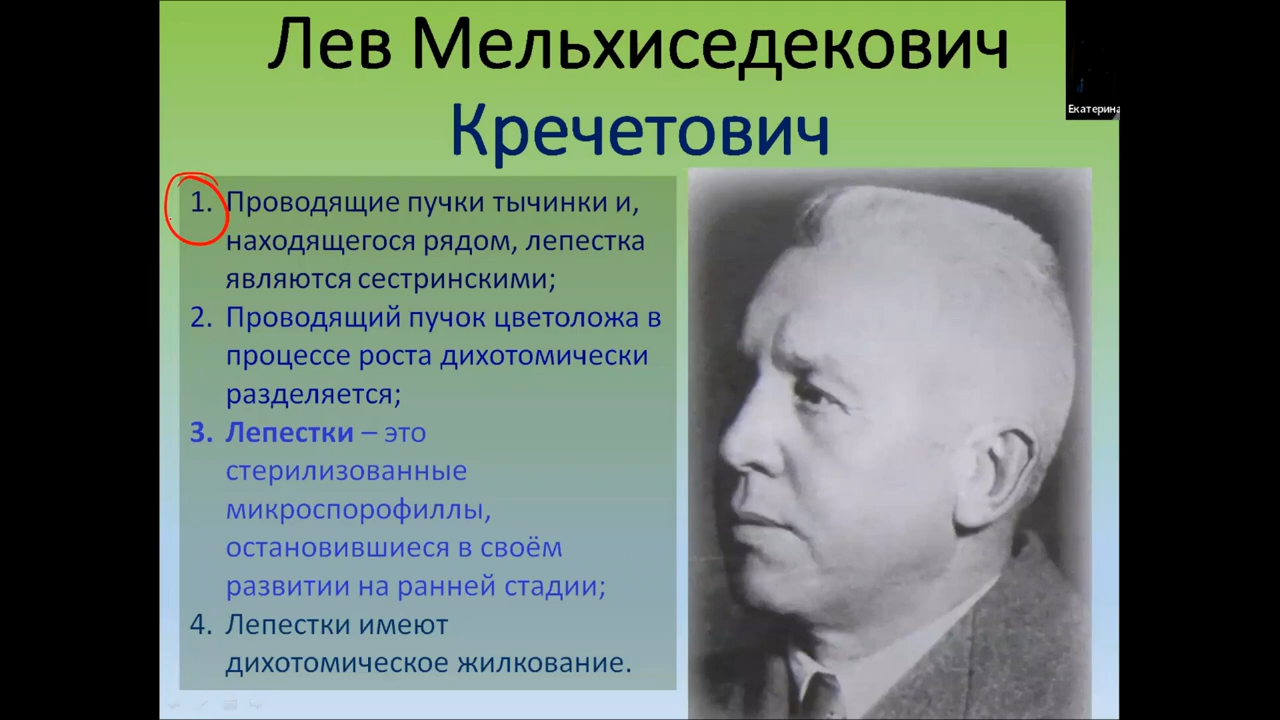 Лев Мельхиседекович
Кречетович
Екатерина
1. Проводящие пучки тычинки и,
находящегося рядом, лепестка
являются сестринскими;
2. Проводящий пучок цветоложа в
процессе роста дихотомически
разделяется;
3. Лепестки – это
стерилизованные
микроспорофиллы,
остановившиеся в своём
развитии на ранней стадии;
4. Лепестки имеют
дихотомическое жилкование.